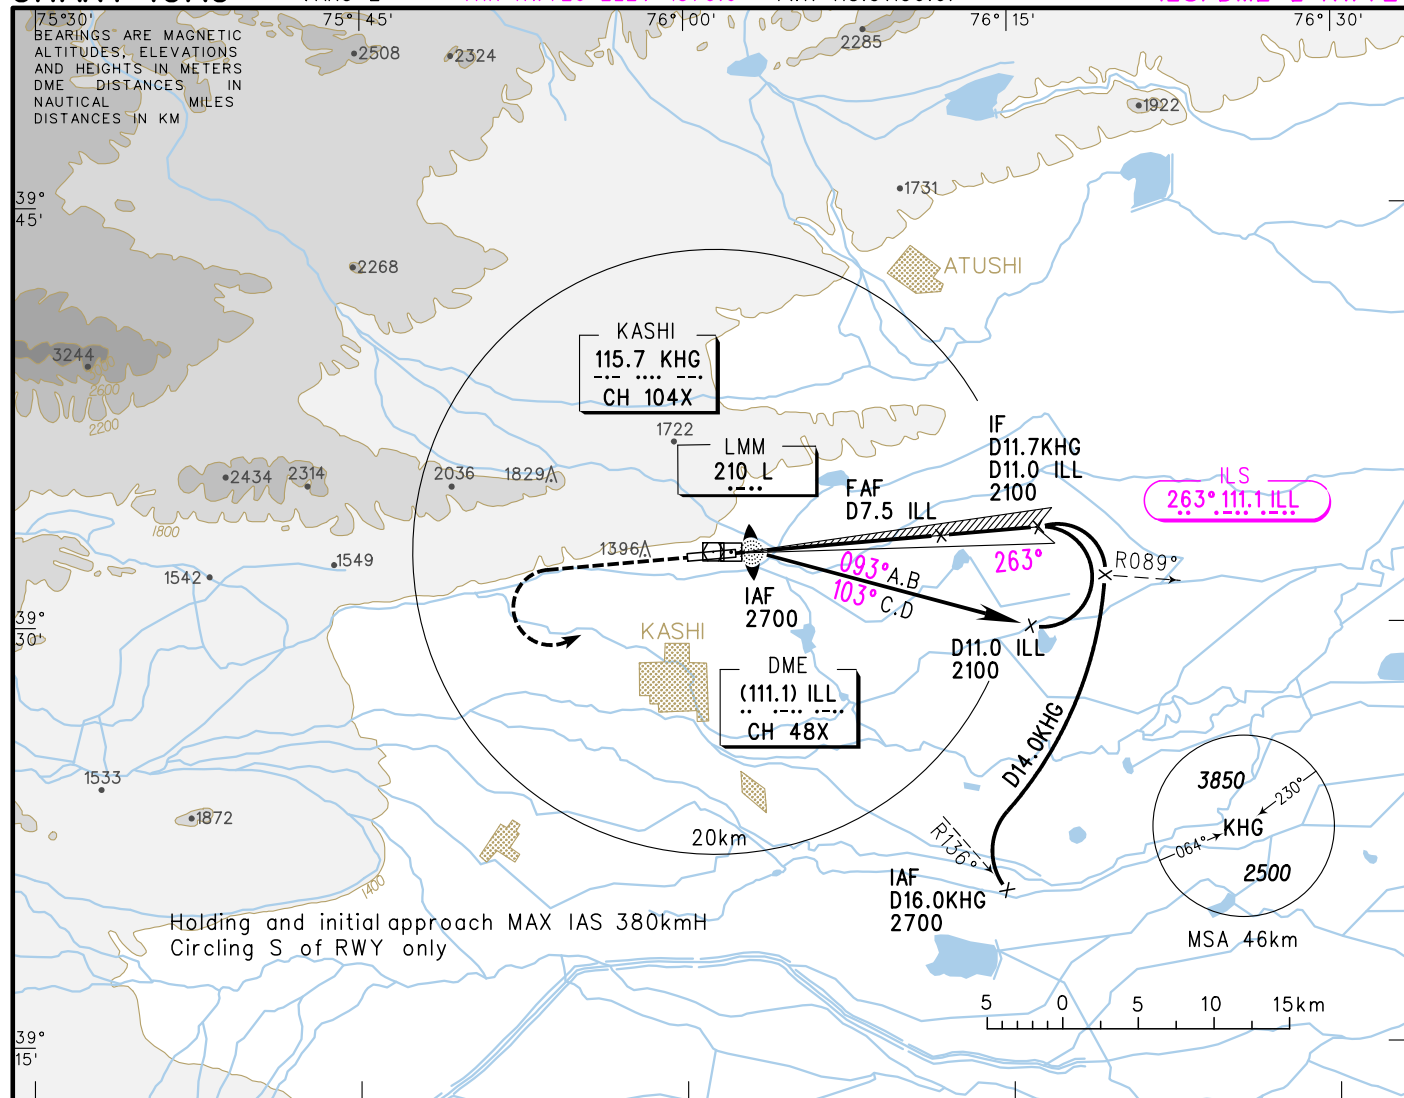 75°30'
75°45'
76°00'
76°15'
76°30'
BEARINGS ARE MAGNETIC
ALTITUDES, ELEVATIONS
AND HEIGHTS IN METERS
DME DISTANCES IN
NAUTICAL MILES
DISTANCES IN KM
2508
2324
2285
1922
1731
39°
45'
2268
ATUSHI
3244
2600
2200
KASHI
115.7 KHG
CH 104X
1722
LMM
210 L
IF
D11.7KHG
D11.0 ILL
2100
FAF
D7.5 ILL
ILS
263° 111.1 ILL
2434
2314
2036
1829
1800
1549
1542
1396
263°
093° A.B
103° C.D
R089°
IAF
2700
39°
30'
KASHI
D11.0 ILL
2100
DME
(111.1) ILL
CH 48X
D14.0KHG
1533
1872
20km
R136°
1400
3850
230°
KHG
064°
2500
MSA 46km
IAF
D16.0KHG
2700
Holding and initial approach MAX IAS 380kmH
Circling S of RWY only
5 0 5 10 15km
39°
15'